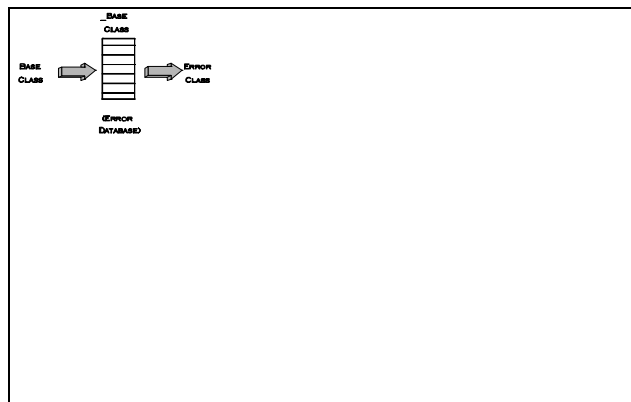 _BASE
CLASS
BASE
CLASS
ERROR
CLASS
(ERROR
DATABASE)